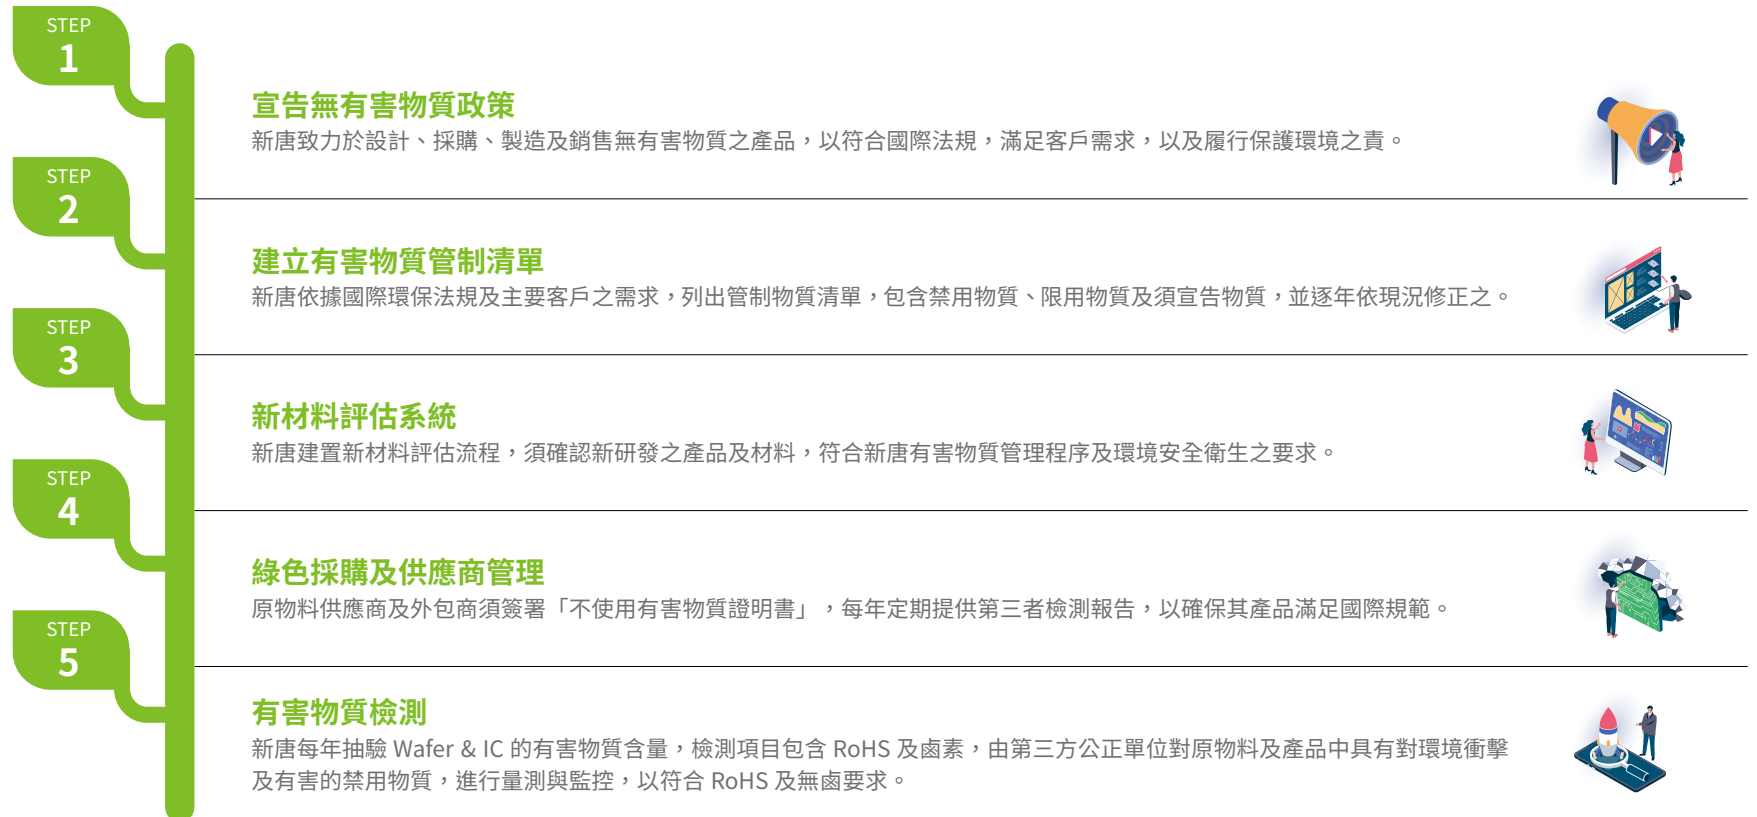 STEP
1
宣告無有害物質政策
新唐致力於設計、採購、製造及銷售無有害物質之產品，以符合國際法規，滿足客戶需求，以及履行保護環境之責。
STEP
2
建立有害物質管制清單
新唐依據國際環保法規及主要客戶之需求，列出管制物質清單，包含禁用物質、限用物質及須宣告物質，並逐年依現況修正之。
STEP
3
新材料評估系統
新唐建置新材料評估流程，須確認新研發之產品及材料，符合新唐有害物質管理程序及環境安全衛生之要求。
STEP
4
綠色採購及供應商管理
原物料供應商及外包商須簽署「不使用有害物質證明書」，每年定期提供第三者檢測報告，以確保其產品滿足國際規範。
STEP
5
有害物質檢測
新唐每年抽驗 Wafer & IC 的有害物質含量，檢測項目包含 RoHS 及鹵素，由第三方公正單位對原物料及產品中具有對環境衝擊
及有害的禁用物質，進行量測與監控，以符合 RoHS 及無鹵要求。